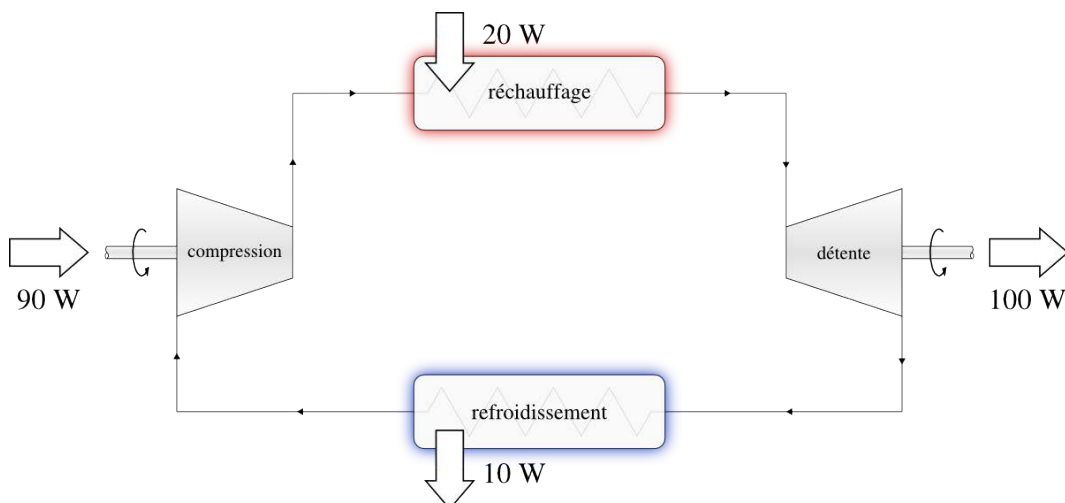 20 W
réchauffage
compression
détente
90 W
100 W
refroidissement
10 W